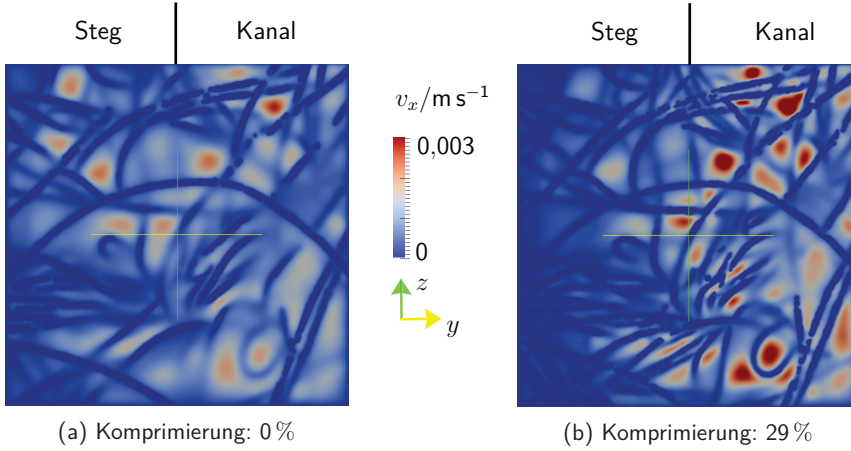 Steg Kanal
Steg Kanal
v_x/m s⁻¹
0,003
0
z
y
(a) Komprimierung: 0 %
(b) Komprimierung: 29 %